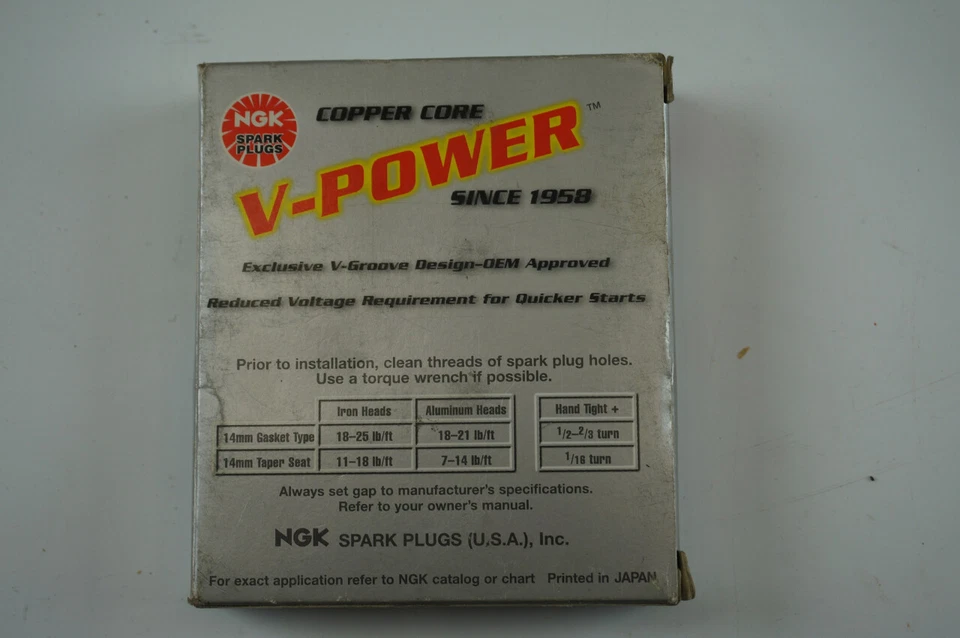 NGK
SPARK
PLUGS
COPPER CORE
V-POWER™
SINCE 1958
Exclusive V-Groove Design-OEM Approved
Reduced Voltage Requirement for Quicker Starts
Prior to installation, clean threads of spark plug holes.
Use a torque wrench if possible.
Iron Heads Aluminum Heads Hand Tight +
14mm Gasket Type 18-25 lb/ft 18-21 lb/ft 1/2-2/3 turn
14mm Taper Seat 11-18 lb/ft 7-14 lb/ft 1/16 turn
Always set gap to manufacturer's specifications.
Refer to your owner's manual.
NGK SPARK PLUGS (U.S.A.), Inc.
For exact application refer to NGK catalog or chart Printed in JAPAN